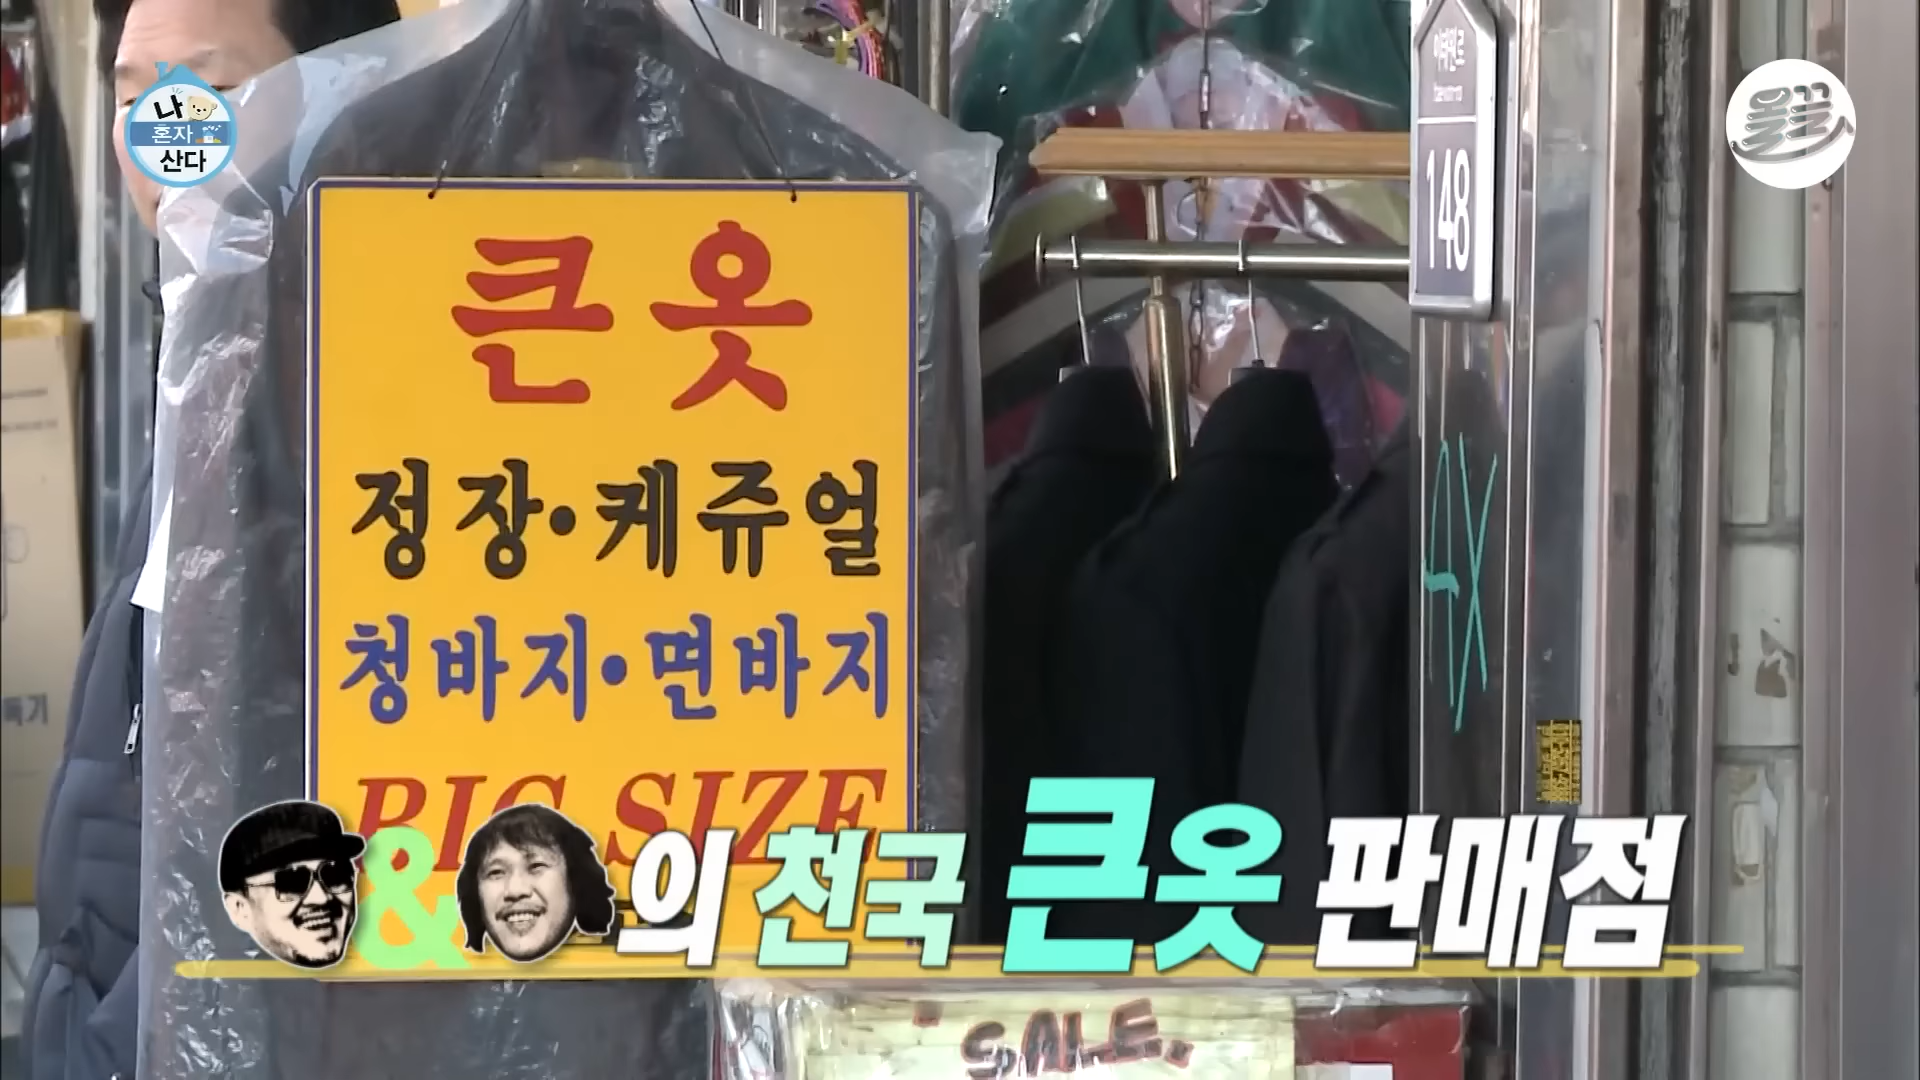 나
혼자
산다
큰옷
정장·케쥬얼
청바지·면바지
BIG SIZE
148
4X
&의 천국 큰옷 판매점
SALE.